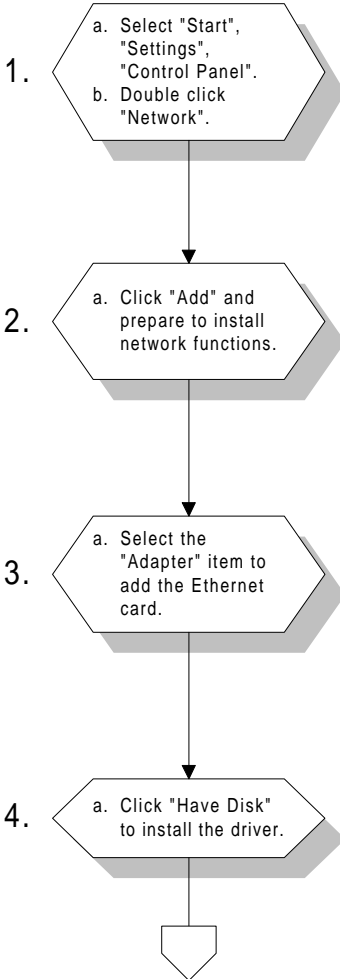 1.
a. Select "Start",
"Settings",
"Control Panel".
b. Double click
"Network".
2.
a. Click "Add" and
prepare to install
network functions.
3.
a. Select the
"Adapter" item to
add the Ethernet
card.
4.
a. Click "Have Disk"
to install the driver.